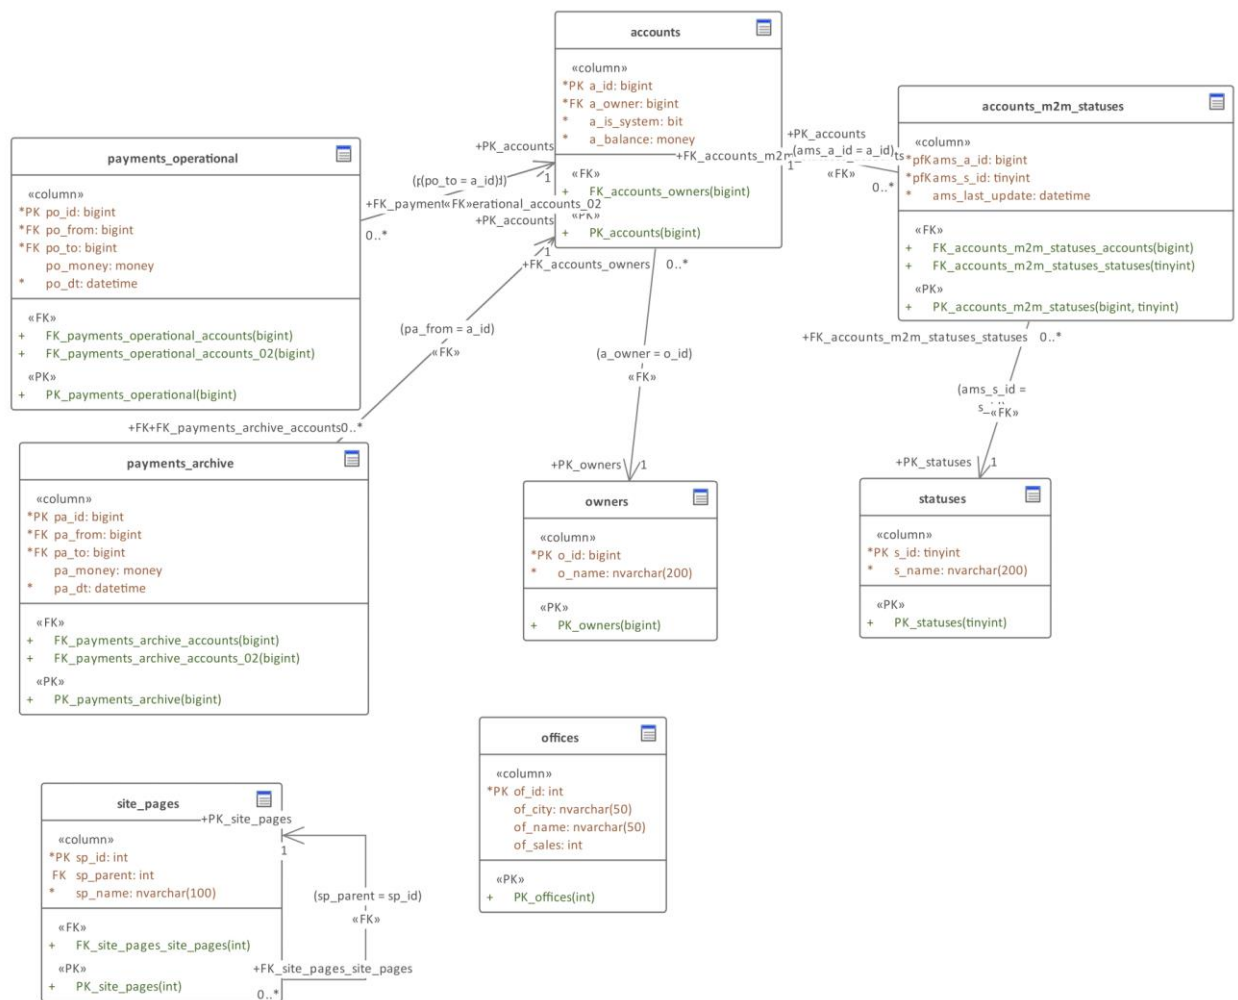 accounts
«column»
*PK a_id: bigint
*FK a_owner: bigint
* a_is_system: bit
* a_balance: money
«FK»
+ FK_accounts_owners(bigint)
«PK»
+ PK_accounts(bigint)
accounts_m2m_statuses
«column»
*pfK ams_a_id: bigint
*pfK ams_s_id: tinyint
* ams_last_update: datetime
«FK»
+ FK_accounts_m2m_statuses_accounts(bigint)
+ FK_accounts_m2m_statuses_statuses(tinyint)
«PK»
+ PK_accounts_m2m_statuses(bigint, tinyint)
+PK_accounts
(ams_a_id = a_id)
1
«FK»
0..*
payments_operational
«column»
*PK po_id: bigint
*FK po_from: bigint
*FK po_to: bigint
po_money: money
* po_dt: datetime
«FK»
+ FK_payments_operational_accounts(bigint)
+ FK_payments_operational_accounts_02(bigint)
«PK»
+ PK_payments_operational(bigint)
+PK_accounts
1
(po_to = a_id)
«FK»
0..*
+PK_accounts
1
+FK_accounts_owners 0..*
(pa_from = a_id)
«FK»
(a_owner = o_id)
«FK»
+FK_accounts_m2m_statuses_statuses 0..*
(ams_s_id =
«FK»
+FK_payments_archive_accounts 0..*
+PK_owners 1
+PK_statuses 1
payments_archive
«column»
*PK pa_id: bigint
*FK pa_from: bigint
*FK pa_to: bigint
pa_money: money
* pa_dt: datetime
«FK»
+ FK_payments_archive_accounts(bigint)
+ FK_payments_archive_accounts_02(bigint)
«PK»
+ PK_payments_archive(bigint)
owners
«column»
*PK o_id: bigint
* o_name: nvarchar(200)
«PK»
+ PK_owners(bigint)
statuses
«column»
*PK s_id: tinyint
* s_name: nvarchar(200)
«PK»
+ PK_statuses(tinyint)
offices
«column»
*PK of_id: int
of_city: nvarchar(50)
of_name: nvarchar(50)
of_sales: int
«PK»
+ PK_offices(int)
site_pages
+PK_site_pages
«column»
*PK sp_id: int
FK sp_parent: int
* sp_name: nvarchar(100)
«FK»
+ FK_site_pages_site_pages(int)
«PK»
+ PK_site_pages(int)
1
(sp_parent = sp_id)
«FK»
+FK_site_pages_site_pages
0..*